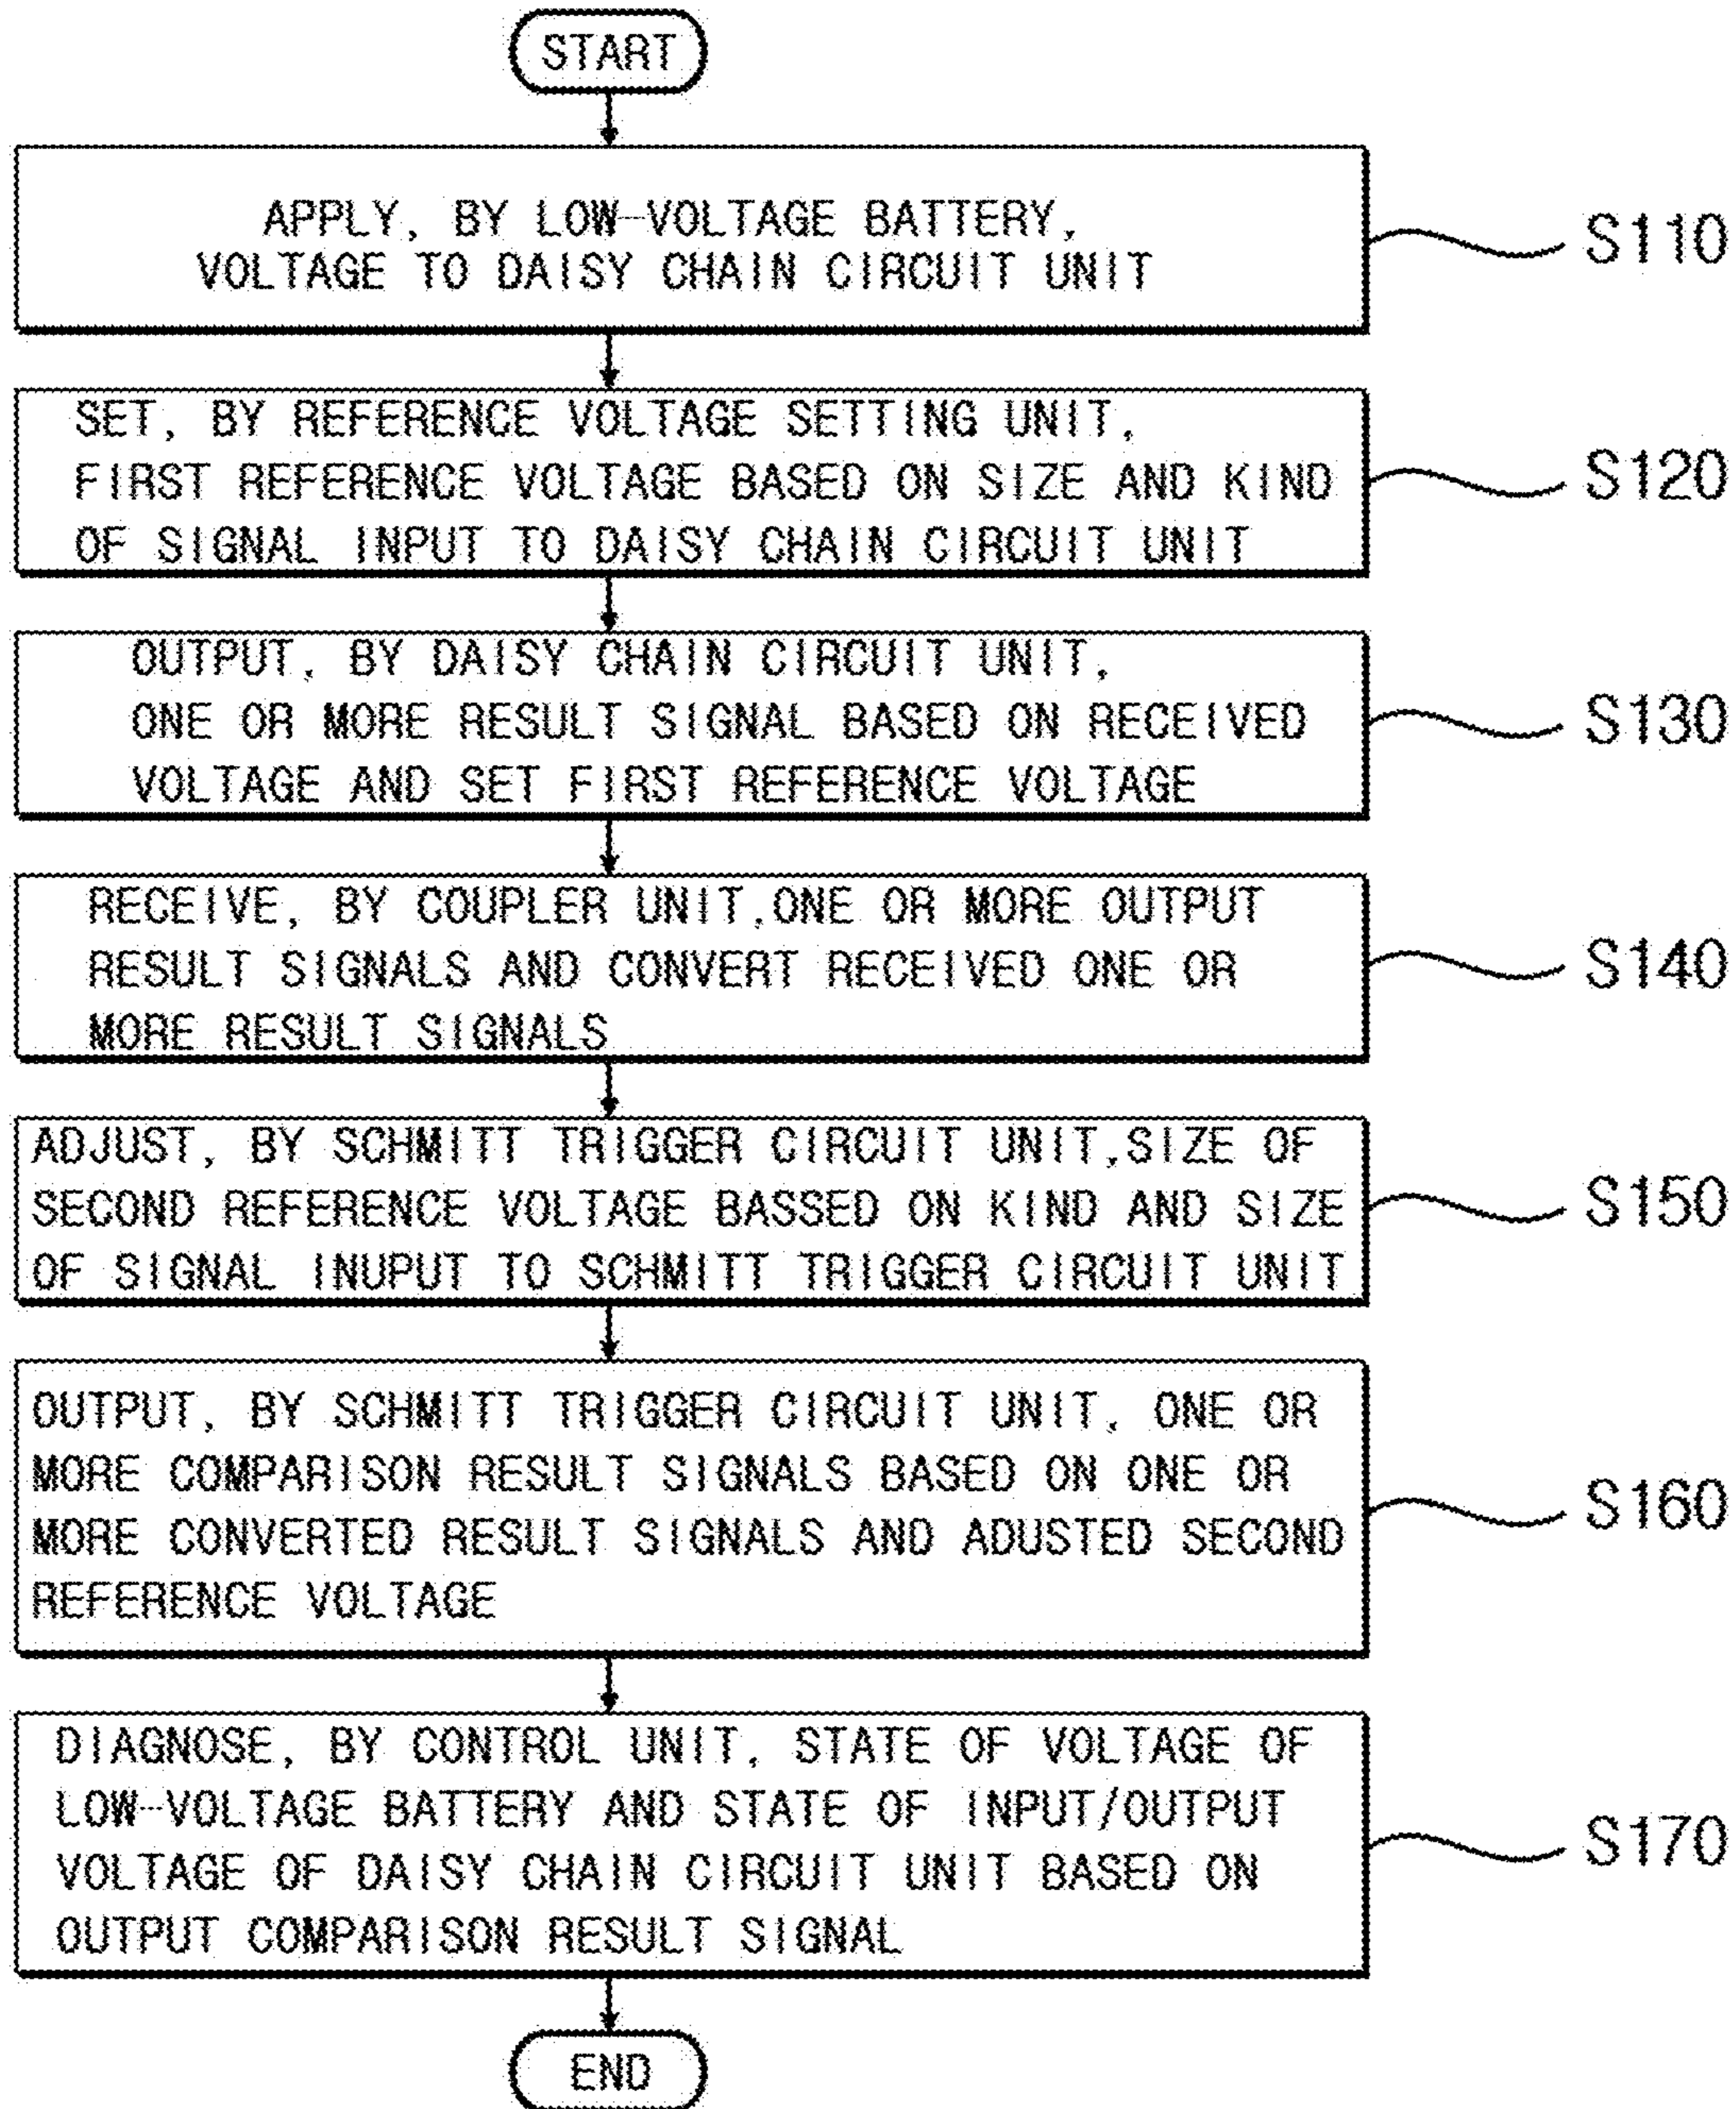 START
APPLY, BY LOW-VOLTAGE BATTERY,
VOLTAGE TO DAISY CHAIN CIRCUIT UNIT
S110
SET, BY REFERENCE VOLTAGE SETTING UNIT,
FIRST REFERENCE VOLTAGE BASED ON SIZE AND KIND
OF SIGNAL INPUT TO DAISY CHAIN CIRCUIT UNIT
S120
OUTPUT, BY DAISY CHAIN CIRCUIT UNIT,
ONE OR MORE RESULT SIGNAL BASED ON RECEIVED
VOLTAGE AND SET FIRST REFERENCE VOLTAGE
S130
RECEIVE, BY COUPLER UNIT,ONE OR MORE OUTPUT
RESULT SIGNALS AND CONVERT RECEIVED ONE OR
MORE RESULT SIGNALS
S140
ADJUST, BY SCHMITT TRIGGER CIRCUIT UNIT,SIZE OF
SECOND REFERENCE VOLTAGE BASSED ON KIND AND SIZE
OF SIGNAL INUPUT TO SCHMITT TRIGGER CIRCUIT UNIT
S150
OUTPUT, BY SCHMITT TRIGGER CIRCUIT UNIT, ONE OR
MORE COMPARISON RESULT SIGNALS BASED ON ONE OR
MORE CONVERTED RESULT SIGNALS AND ADUSTED SECOND
REFERENCE VOLTAGE
S160
DIAGNOSE, BY CONTROL UNIT, STATE OF VOLTAGE OF
LOW-VOLTAGE BATTERY AND STATE OF INPUT/OUTPUT
VOLTAGE OF DAISY CHAIN CIRCUIT UNIT BASED ON
OUTPUT COMPARISON RESULT SIGNAL
S170
END